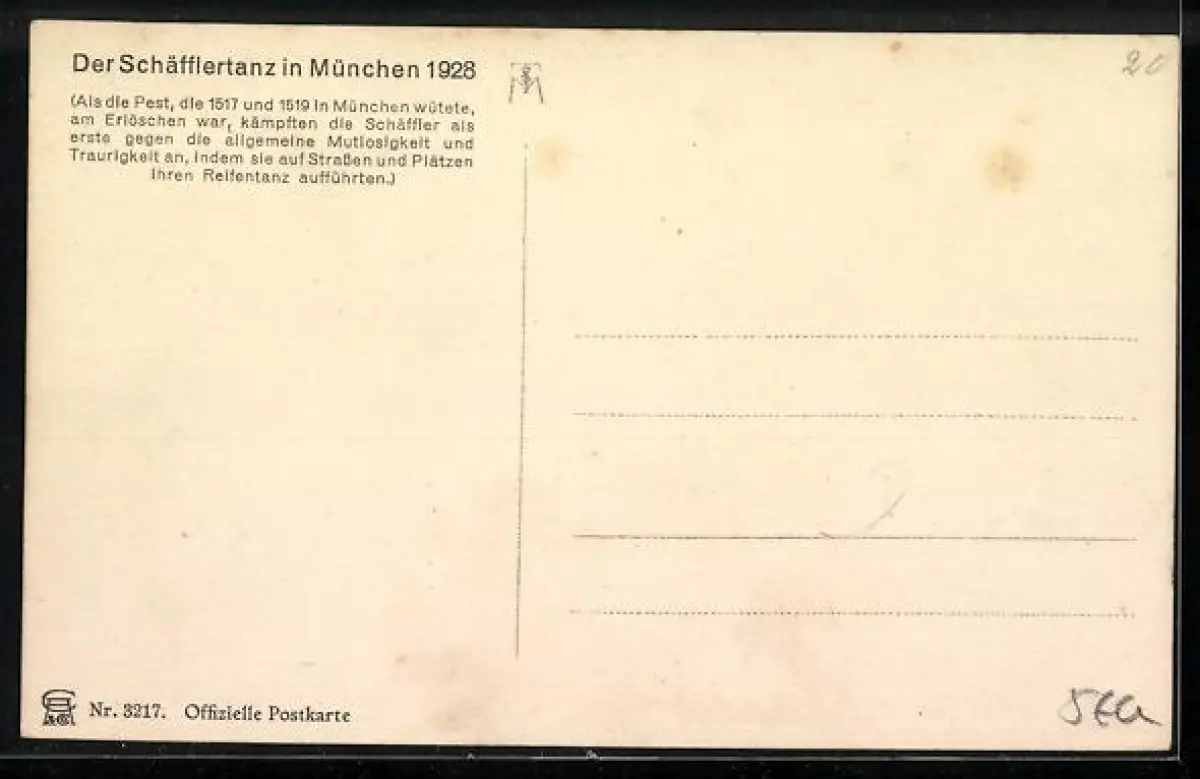 Der Schäfflertanz in München 1928
(Als die Pest, die 1517 und 1519 in München wütete,
am Erlöschen war, kämpften die Schäffler als
erste gegen die allgemeine Mutlosigkeit und
Traurigkeit an, indem sie auf Straßen und Plätzen
ihren Reifentanz aufführten.)
20
Nr. 3217. Offizielle Postkarte